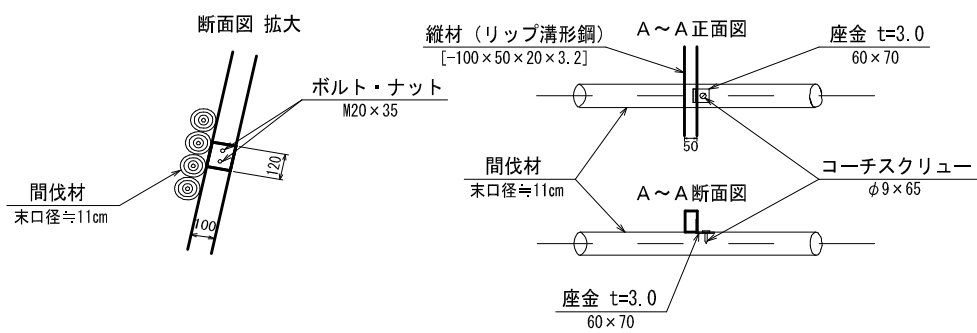 断面図 拡大
ボルト・ナット
M20×35
120
間伐材
末口径≒11cm
100
縦材（リップ溝形鋼）
[-100×50×20×3.2]
A～A正面図
座金 t=3.0
60×70
50
間伐材
末口径≒11cm
コーチスクリュー
φ9×65
A～A断面図
座金 t=3.0
60×70